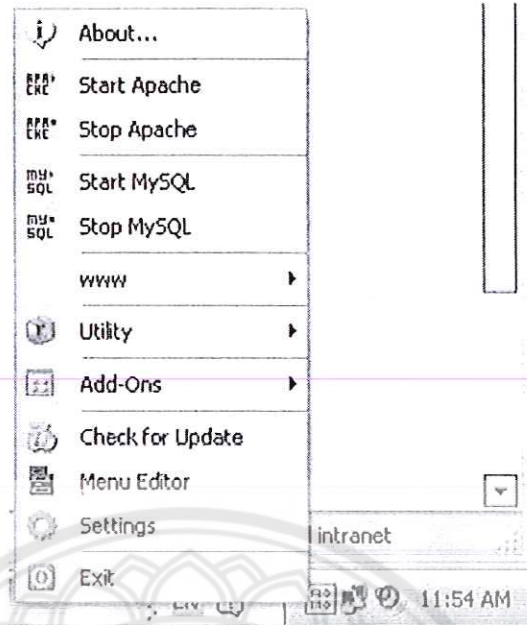 About...
Start Apache
Stop Apache
Start MySQL
Stop MySQL
www
Utility
Add-Ons
Check for Update
Menu Editor
Settings
intranet
Exit
11:54 AM